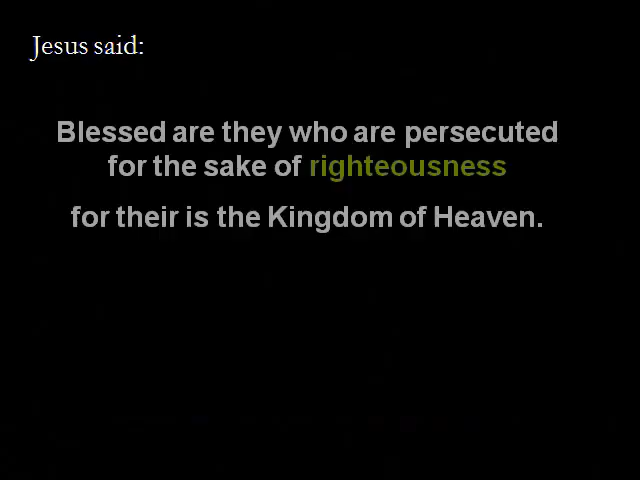 Jesus said:
Blessed are they who are persecuted
for the sake of righteousness
for their is the Kingdom of Heaven.